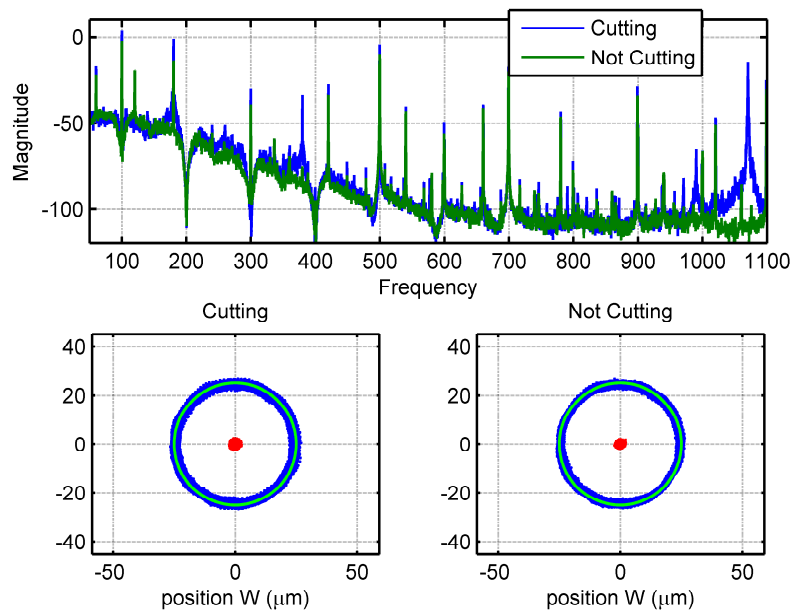 Cutting
Not Cutting
Magnitude
0
-50
-100
100 200 300 400 500 600 700 800 900 1000 1100
Frequency
Cutting
40
20
0
-20
-40
-50 0 50
position W (μm)
Not Cutting
40
20
0
-20
-40
-50 0 50
position W (μm)